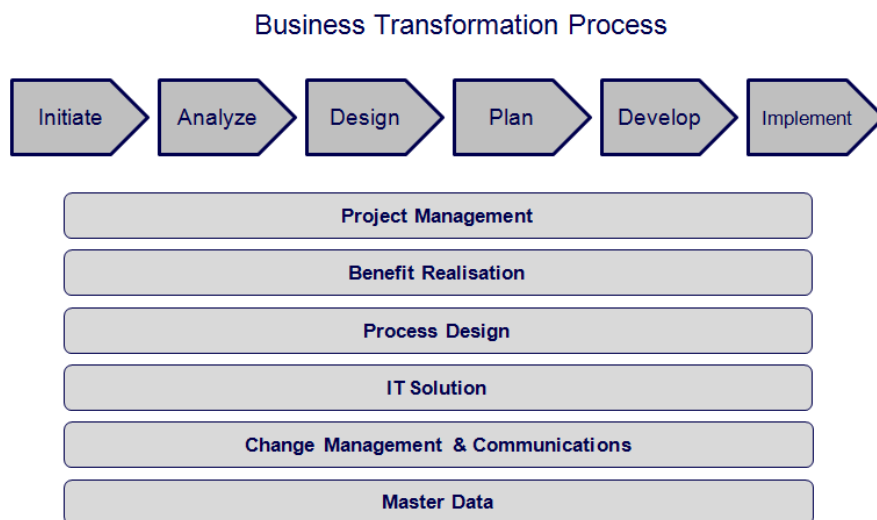 Business Transformation Process
Initiate
Analyze
Design
Plan
Develop
Implement
Project Management
Benefit Realisation
Process Design
IT Solution
Change Management & Communications
Master Data